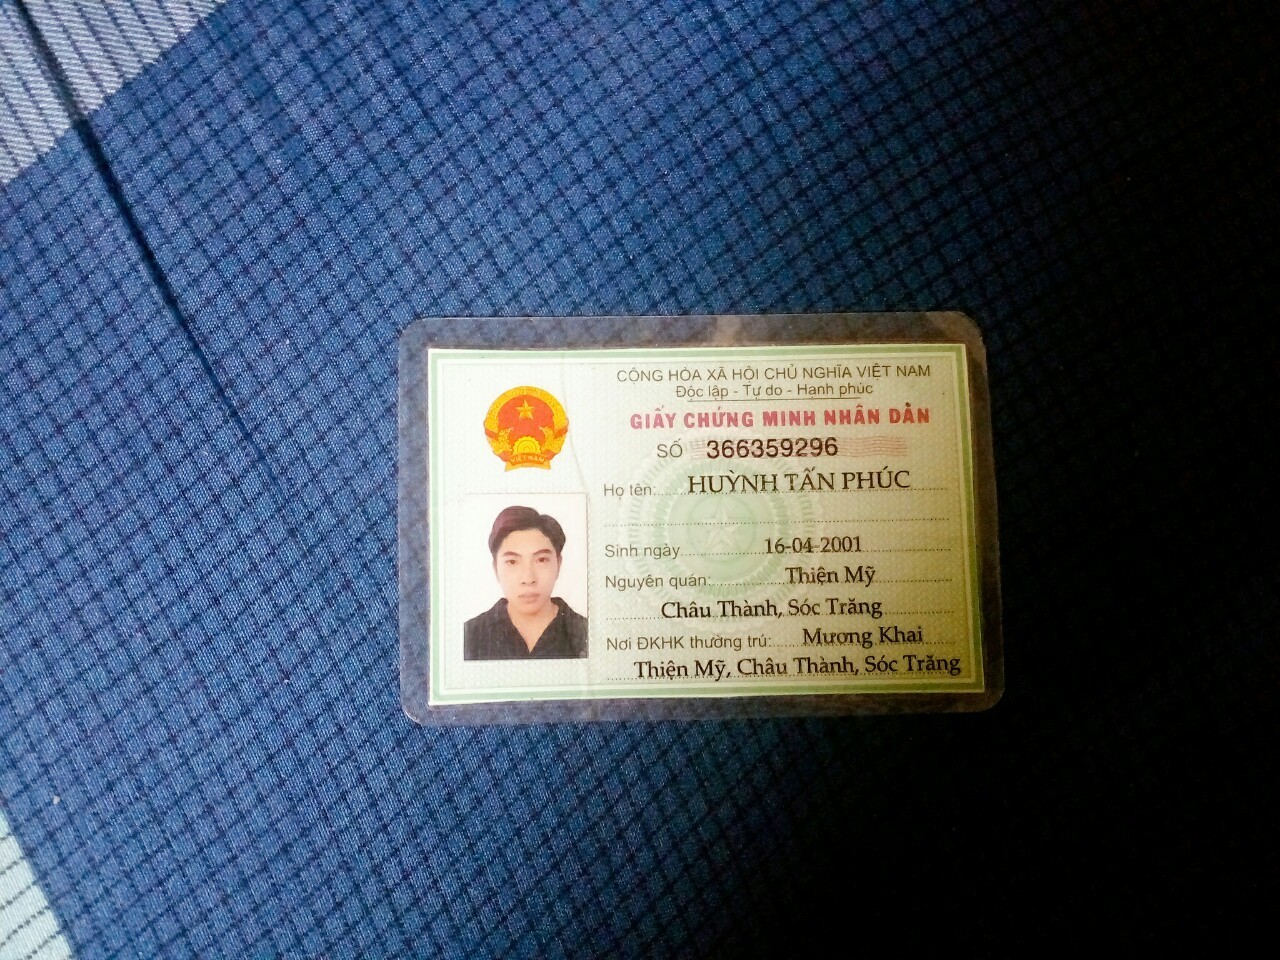 CỘNG HÒA XÃ HỘI CHỦ NGHĨA VIỆT NAM
Độc lập - Tự do - Hạnh phúc
GIẤY CHỨNG MINH NHÂN DÂN
SỐ 366359296
Họ tên: HUỲNH TẤN PHÚC
Sinh ngày 16-04-2001
Nguyên quán: Thiện Mỹ
Châu Thành, Sóc Trăng
Nơi ĐKHK thường trú: Mương Khai
Thiện Mỹ, Châu Thành, Sóc Trăng
VIỆT NAM